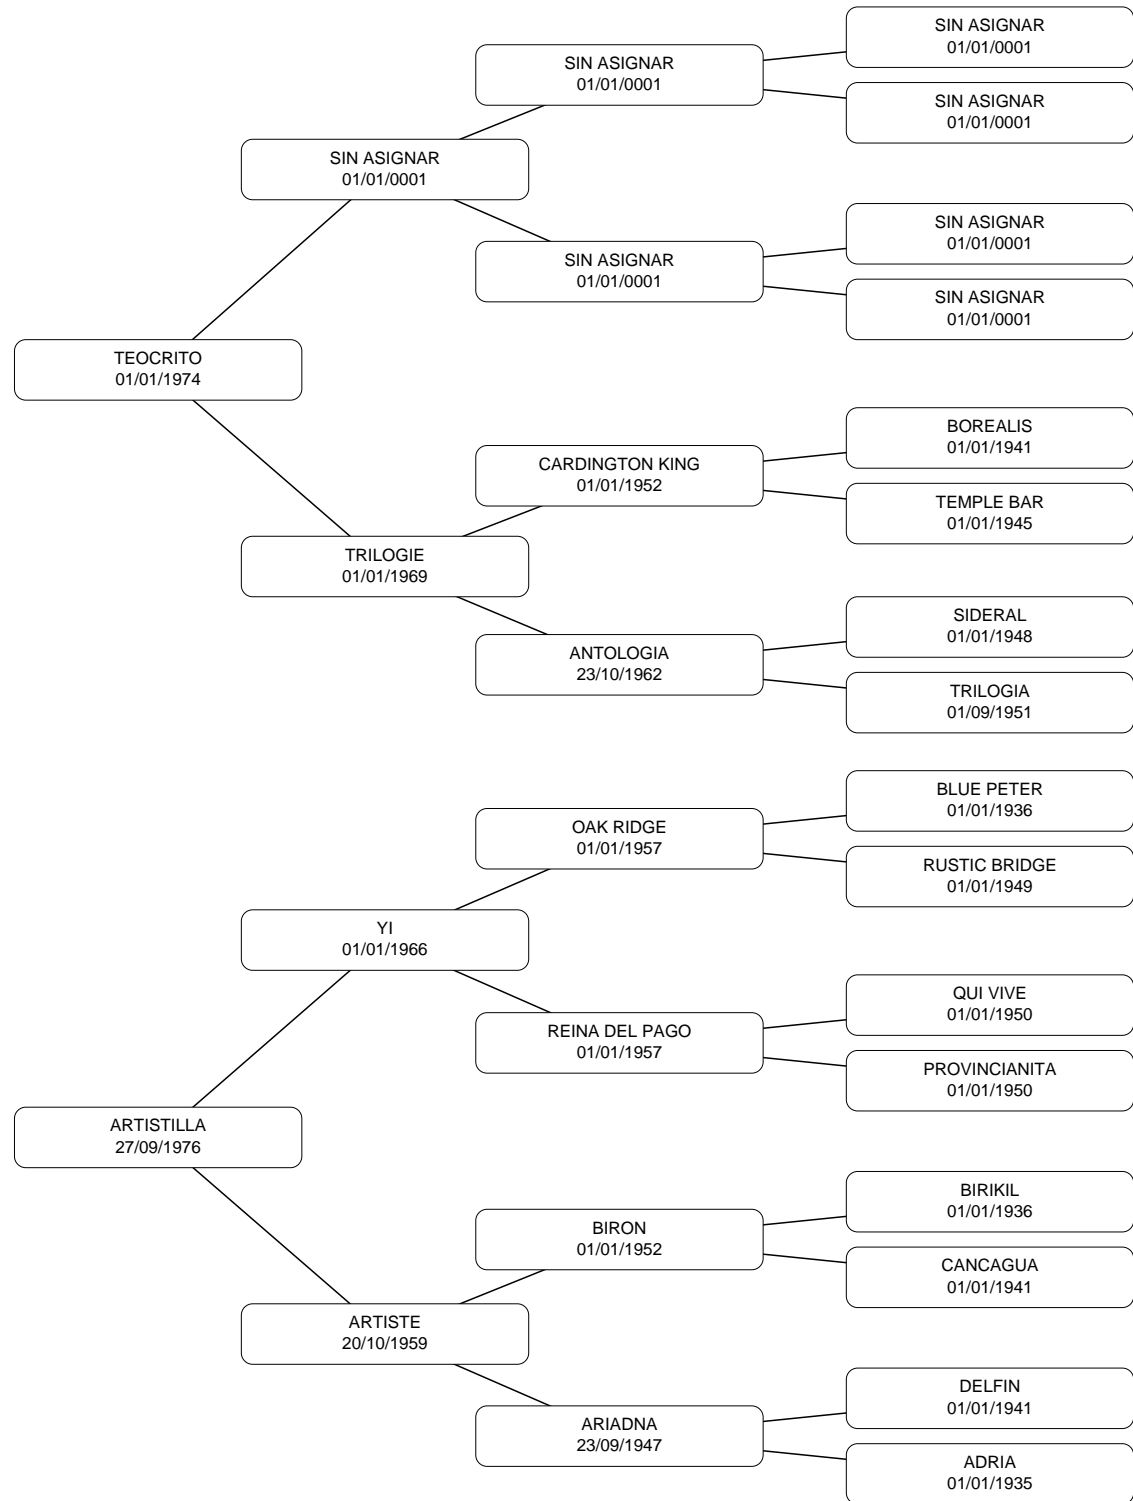 SIN ASIGNAR
01/01/0001
SIN ASIGNAR
01/01/0001
SIN ASIGNAR
01/01/0001
SIN ASIGNAR
01/01/0001
SIN ASIGNAR
01/01/0001
SIN ASIGNAR
01/01/0001
SIN ASIGNAR
01/01/0001
TEOCRITO
01/01/1974
BOREALIS
01/01/1941
CARDINGTON KING
01/01/1952
TEMPLE BAR
01/01/1945
TRILOGIE
01/01/1969
SIDERAL
01/01/1948
ANTOLOGIA
23/10/1962
TRILOGIA
01/09/1951
BLUE PETER
01/01/1936
OAK RIDGE
01/01/1957
RUSTIC BRIDGE
01/01/1949
YI
01/01/1966
QUI VIVE
01/01/1950
REINA DEL PAGO
01/01/1957
PROVINCIANITA
01/01/1950
ARTISTILLA
27/09/1976
BIRIKIL
01/01/1936
BIRON
01/01/1952
CANCAGUA
01/01/1941
ARTISTE
20/10/1959
DELFIN
01/01/1941
ARIADNA
23/09/1947
ADRIA
01/01/1935